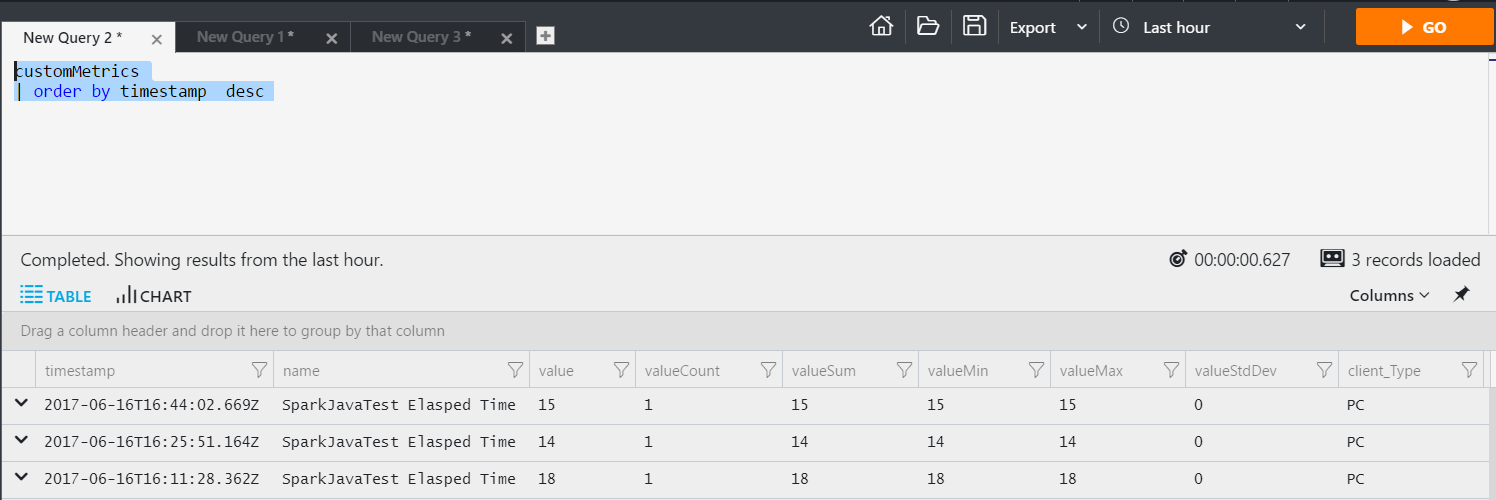 New Query 2 * × New Query 1 * × New Query 3 * × + Export Last hour GO
customMetrics
| order by timestamp  desc
Completed. Showing results from the last hour. 00:00:00.627 3 records loaded
TABLE CHART Columns
Drag a column header and drop it here to group by that column
timestamp name value valueCount valueSum valueMin valueMax valueStdDev client_Type
2017-06-16T16:44:02.669Z SparkJavaTest Elasped Time 15 1 15 15 15 0 PC
2017-06-16T16:25:51.164Z SparkJavaTest Elasped Time 14 1 14 14 14 0 PC
2017-06-16T16:11:28.362Z SparkJavaTest Elasped Time 18 1 18 18 18 0 PC